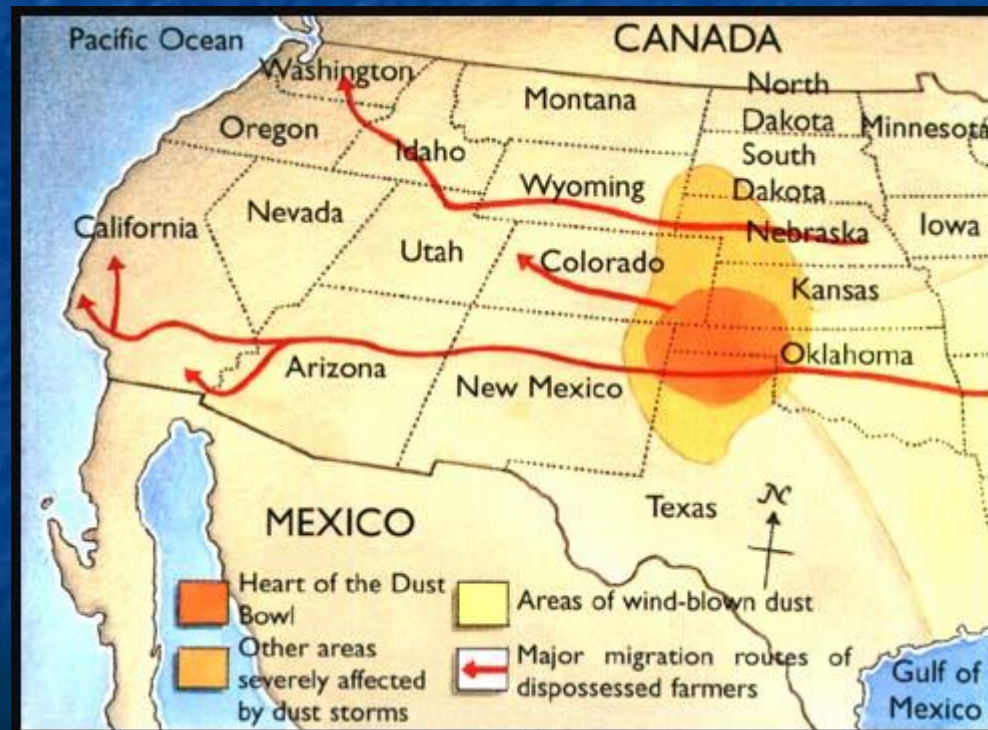 Pacific Ocean
CANADA
Washington
Montana
North
Dakota
Minnesota
Oregon
Idaho
South
Dakota
Wyoming
California
Nevada
Nebraska
Iowa
Utah
Colorado
Kansas
Arizona
Oklahoma
New Mexico
Texas
N
MEXICO
Heart of the Dust
Bowl
Other areas
severely affected
by dust storms
Areas of wind-blown dust
Major migration routes of
dispossessed farmers
Gulf of
Mexico